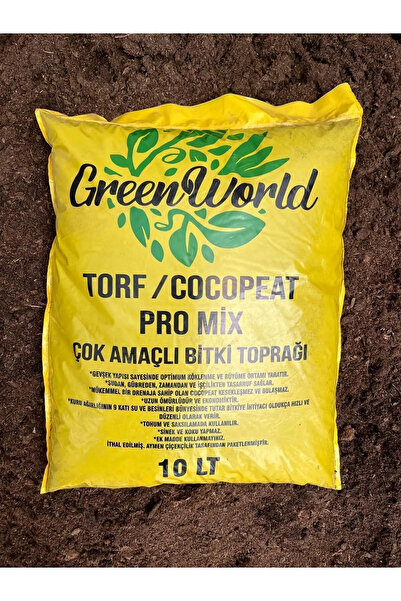 GreenWorld
TORF / COCOPEAT
PRO MİX
ÇOK AMAÇLI BİTKİ TOPRAĞI
*GEVŞEK YAPISI SAYESİNDE OPTIMUM KÖKLENME VE BÜYÜME ORTAMI YARATIR.
*SUDAN, GÜBREDEN, ZAMANDAN VE İŞÇİLİKTEN TASARRUF SAĞLAR.
*MÜKEMMEL BİR DRENAJA SAHİP OLAN COCOPEAT KESEKLEŞMEZ VE BULAŞMAZ.
*UZUN ÖMÜRLÜDÜR VE EKONOMİKTİR.
*KURU AĞIRLIĞININ 9 KATI SU VE BESİNLERİ BÜNYESİNDE TUTAR BİTKİYE İHTİYACI OLDUKÇA HIZLI VE
DÜZENLİ OLARAK VERİR.
*TOHUM VE SAKSILAMADA KULLANILIR.
*SİNEK VE KOKU YAPMAZ.
*EK MADDE KULLANMAYINIZ.
İTHAL EDİLMİŞ, AYMEN ÇİÇENÇİLİK TARAFINDAN PAKETLENMİŞTİR.
10 LT